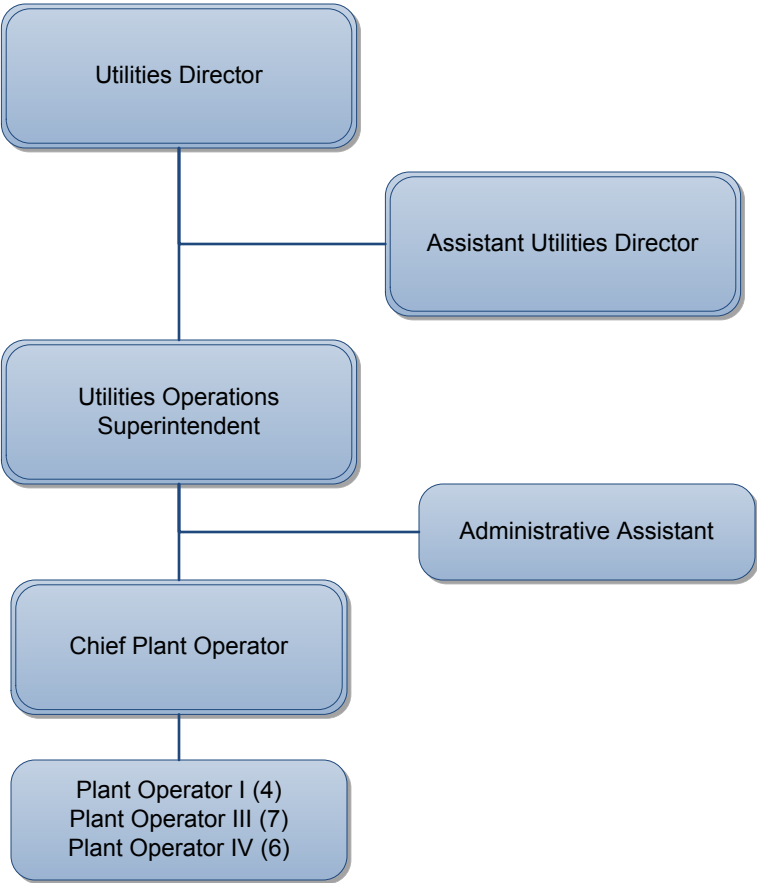 Utilities Director
Assistant Utilities Director
Utilities Operations
Superintendent
Administrative Assistant
Chief Plant Operator
Plant Operator I (4)
Plant Operator III (7)
Plant Operator IV (6)